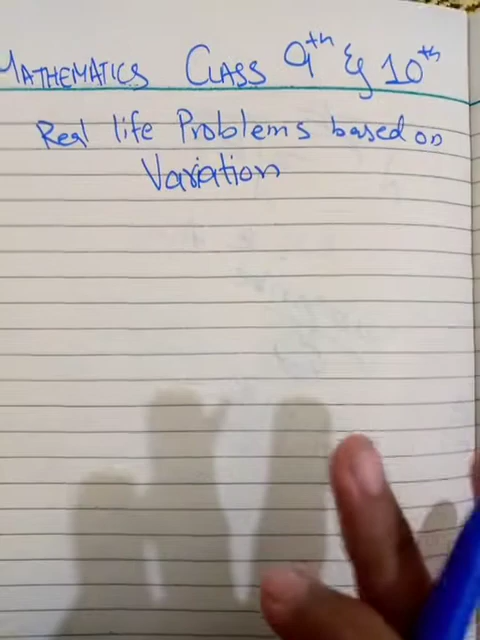 MATHEMATICS CLASS 9th & 10th
Real life Problems based on
Variation